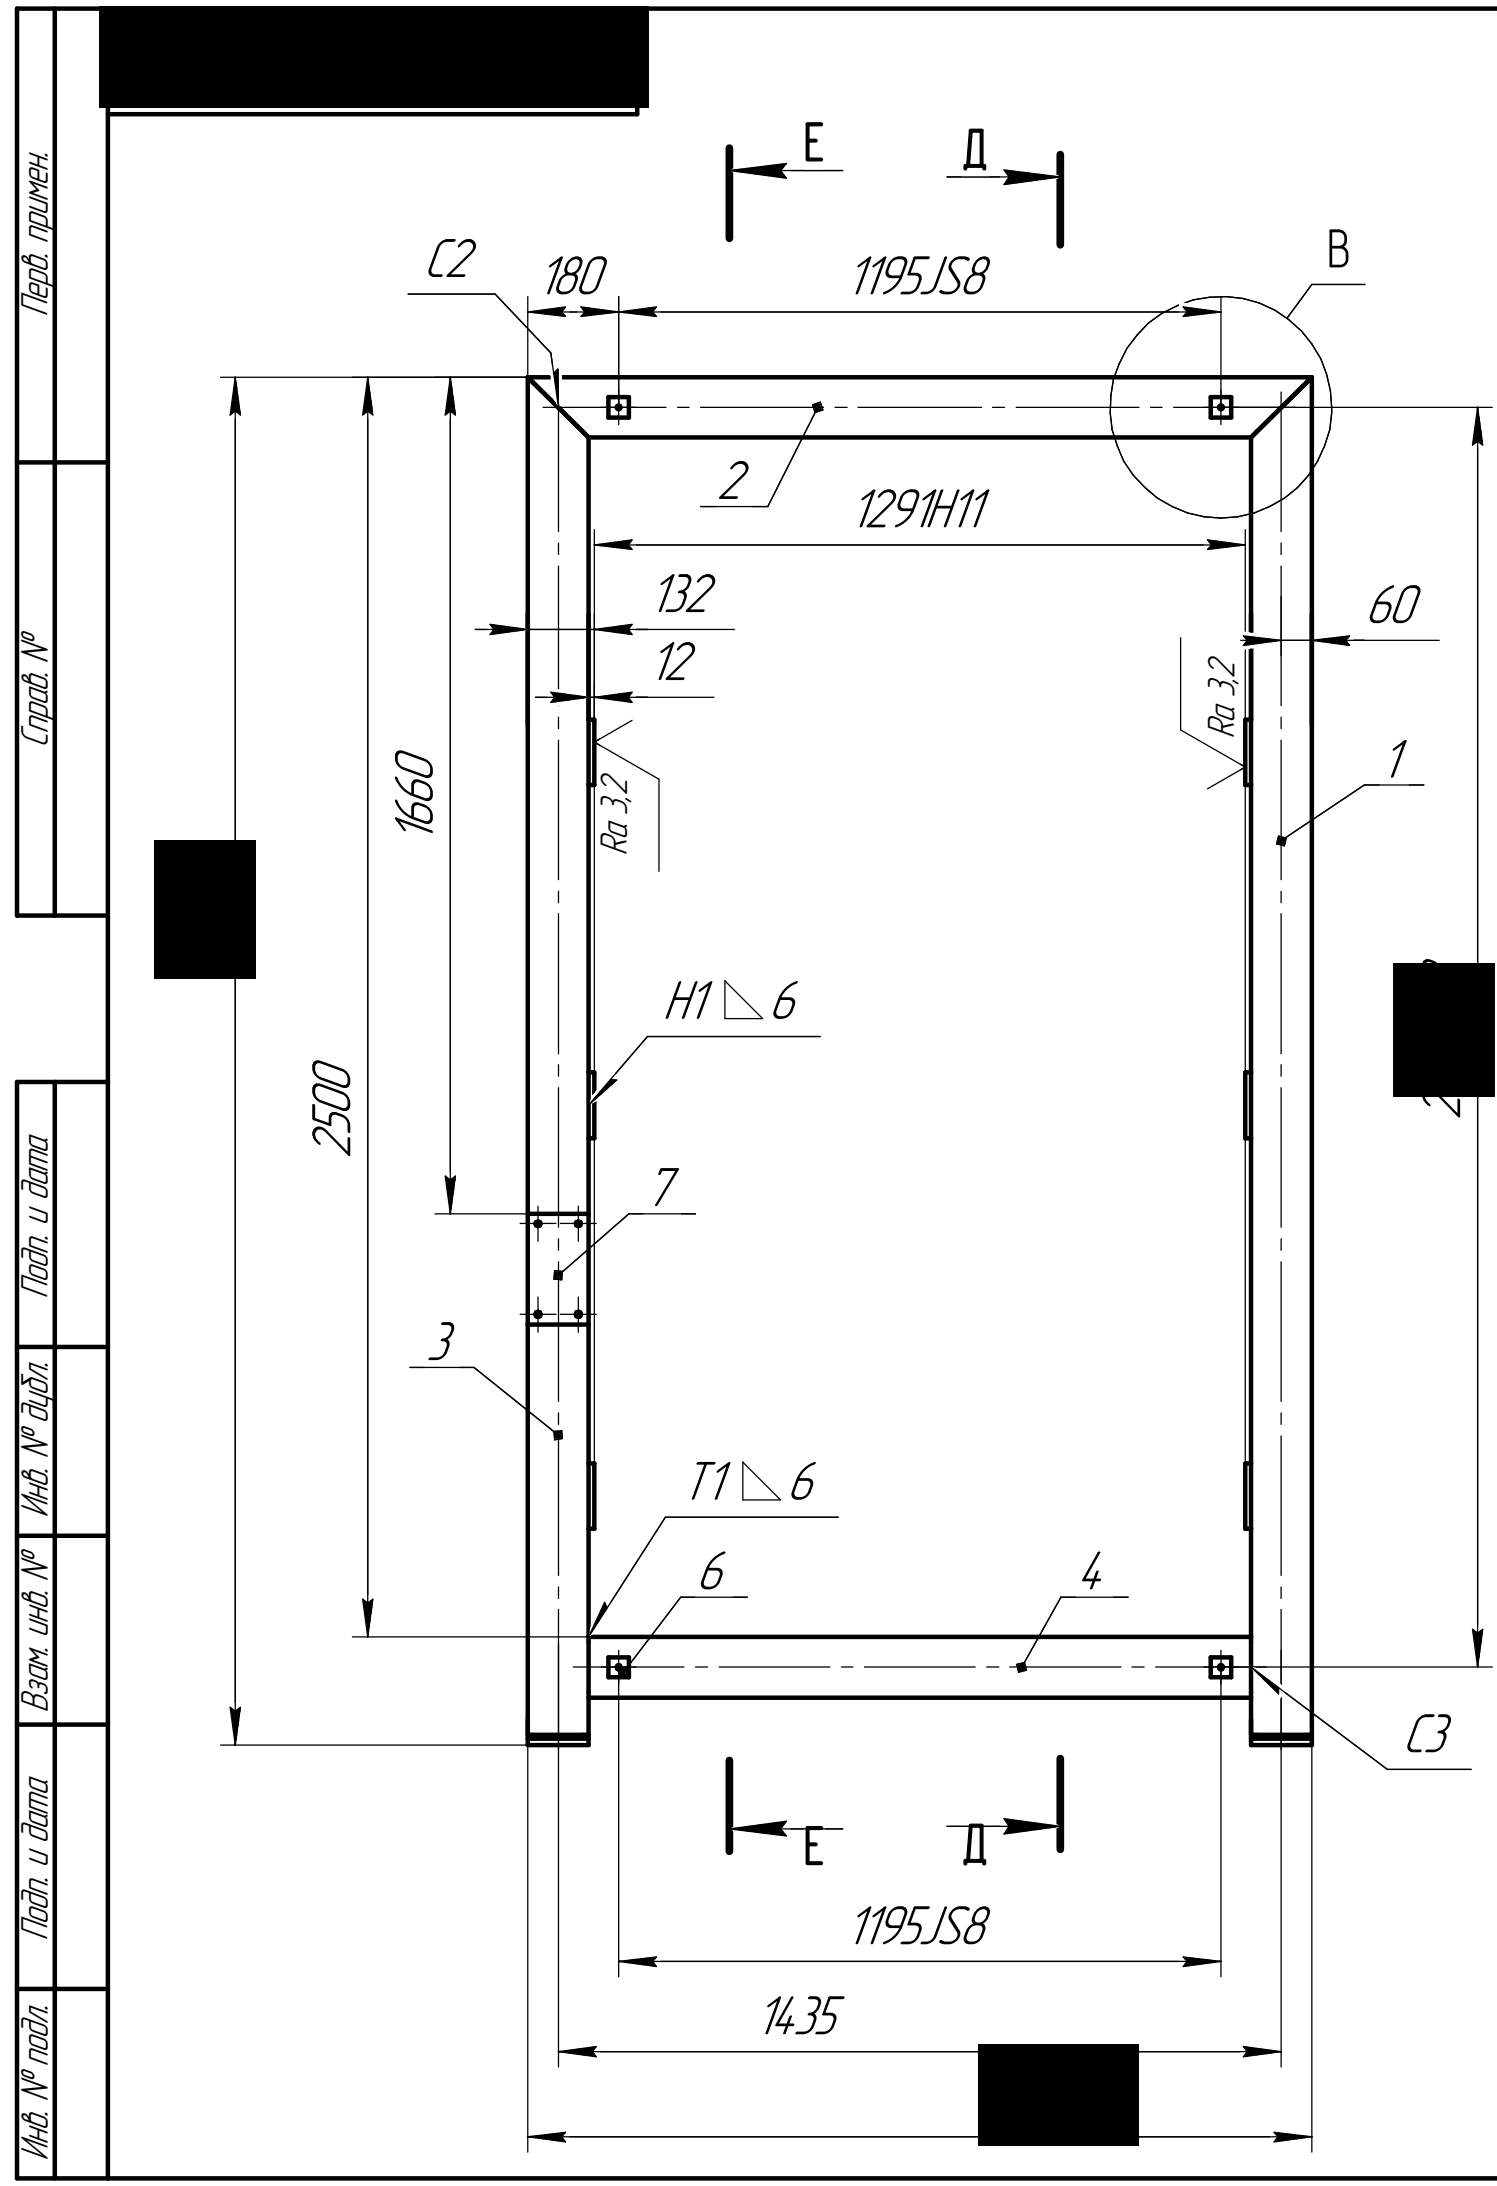 Перв. примен.
Справ. №
Подп. и дата
Инв. № дубл.
Взам. инв. №
Подп. и дата
Инв. № подл.
Е
Д
С2
180
1195JS8
В
2
1291H11
132
60
12
Ra 3,2
Ra 3,2
1
1660
Н1 6
2500
7
3
Т1 6
6
4
С3
Е
Д
1195JS8
1435